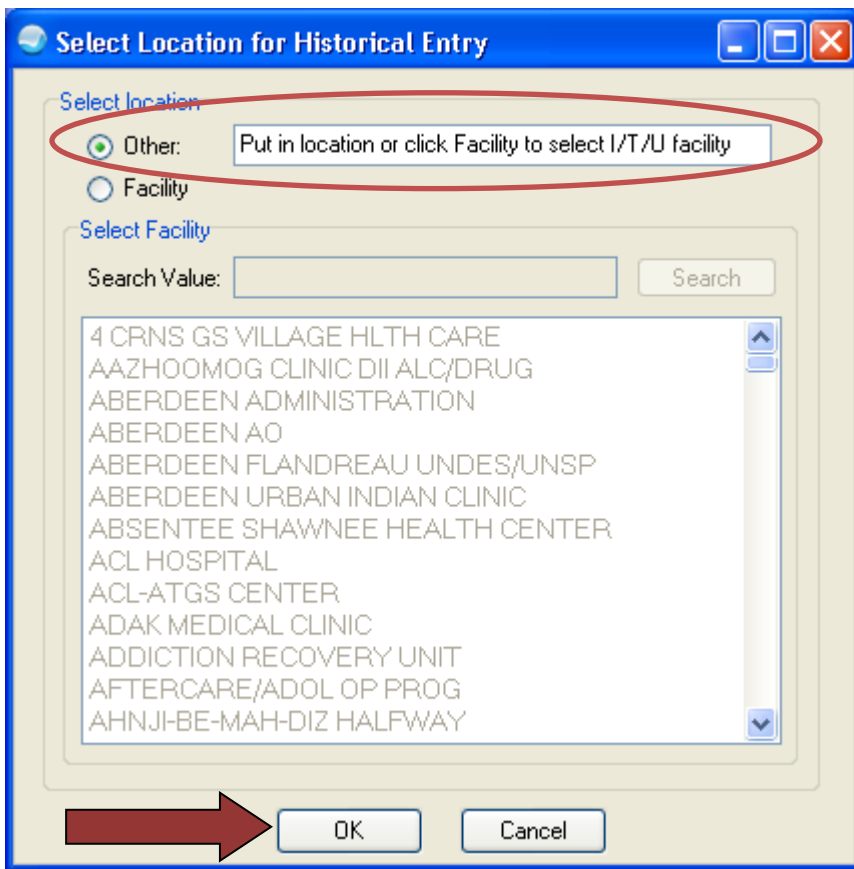 Select Location for Historical Entry
Select location
Other: Put in location or click Facility to select I/T/U facility
Facility
Select Facility
Search Value: Search
4 CRNS GS VILLAGE HLTH CARE
AAZHOOMOG CLINIC DII ALC/DRUG
ABERDEEN ADMINISTRATION
ABERDEEN AO
ABERDEEN FLANDREAU UNDES/UNSP
ABERDEEN URBAN INDIAN CLINIC
ABSENTEE SHAWNEE HEALTH CENTER
ACL HOSPITAL
ACL-ATGS CENTER
ADAK MEDICAL CLINIC
ADDICTION RECOVERY UNIT
AFTERCARE/ADOL OP PROG
AHNJI-BE-MAH-DIZ HALFWAY
OK Cancel